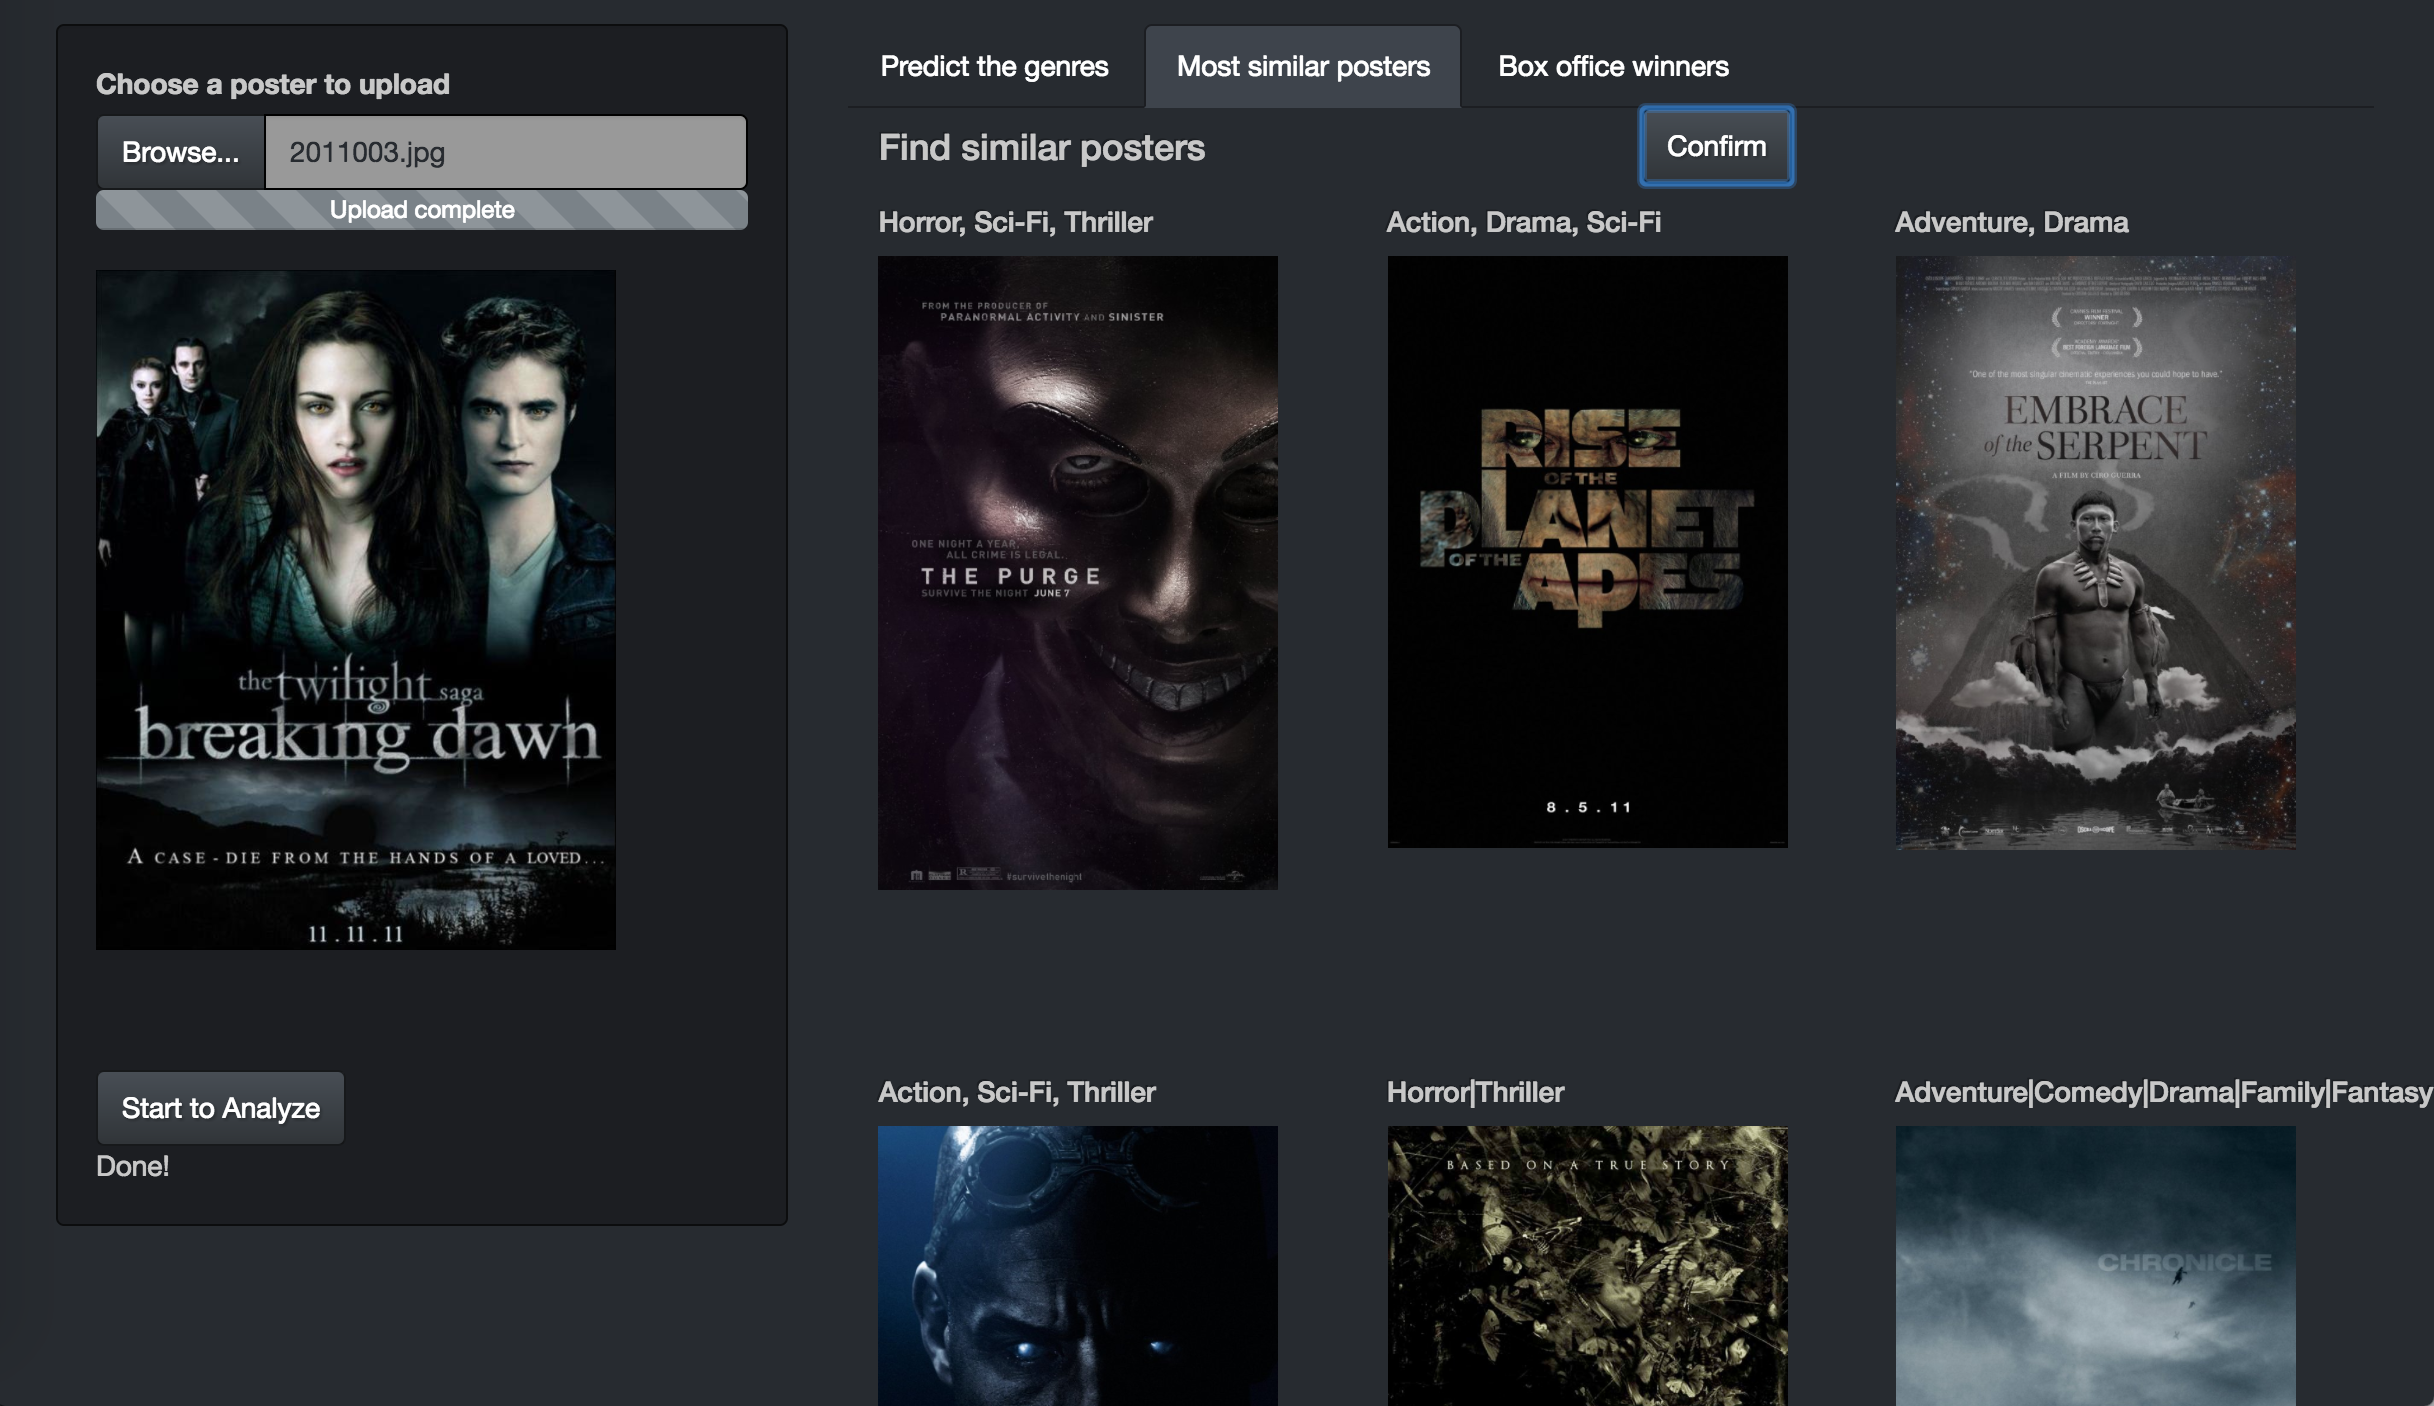 Choose a poster to upload
Browse...
2011003.jpg
Upload complete
the twilight saga
breaking dawn
A CASE - DIE FROM THE HANDS OF A LOVED...
11.11.11
Start to Analyze
Done!
Predict the genres
Most similar posters
Box office winners
Find similar posters
Confirm
Horror, Sci-Fi, Thriller
FROM THE PRODUCER OF
PARANORMAL ACTIVITY AND SINISTER
ONE NIGHT A YEAR,
ALL CRIME IS LEGAL..
THE PURGE
SURVIVE THE NIGHT JUNE 7
R
#survivethenight
Action, Drama, Sci-Fi
RISE
OF THE
PLANET
OF THE
APES
8.5.11
Adventure, Drama
WINNER
BEST FOREIGN LANGUAGE FILM
"One of the most singular cinematic experiences you could hope to have."
EMBRACE
of the SERPENT
A FILM BY CIRO GUERRA
Action, Sci-Fi, Thriller
Horror|Thriller
BASED ON A TRUE STORY
Adventure|Comedy|Drama|Family|Fantasy
CHRONICLE